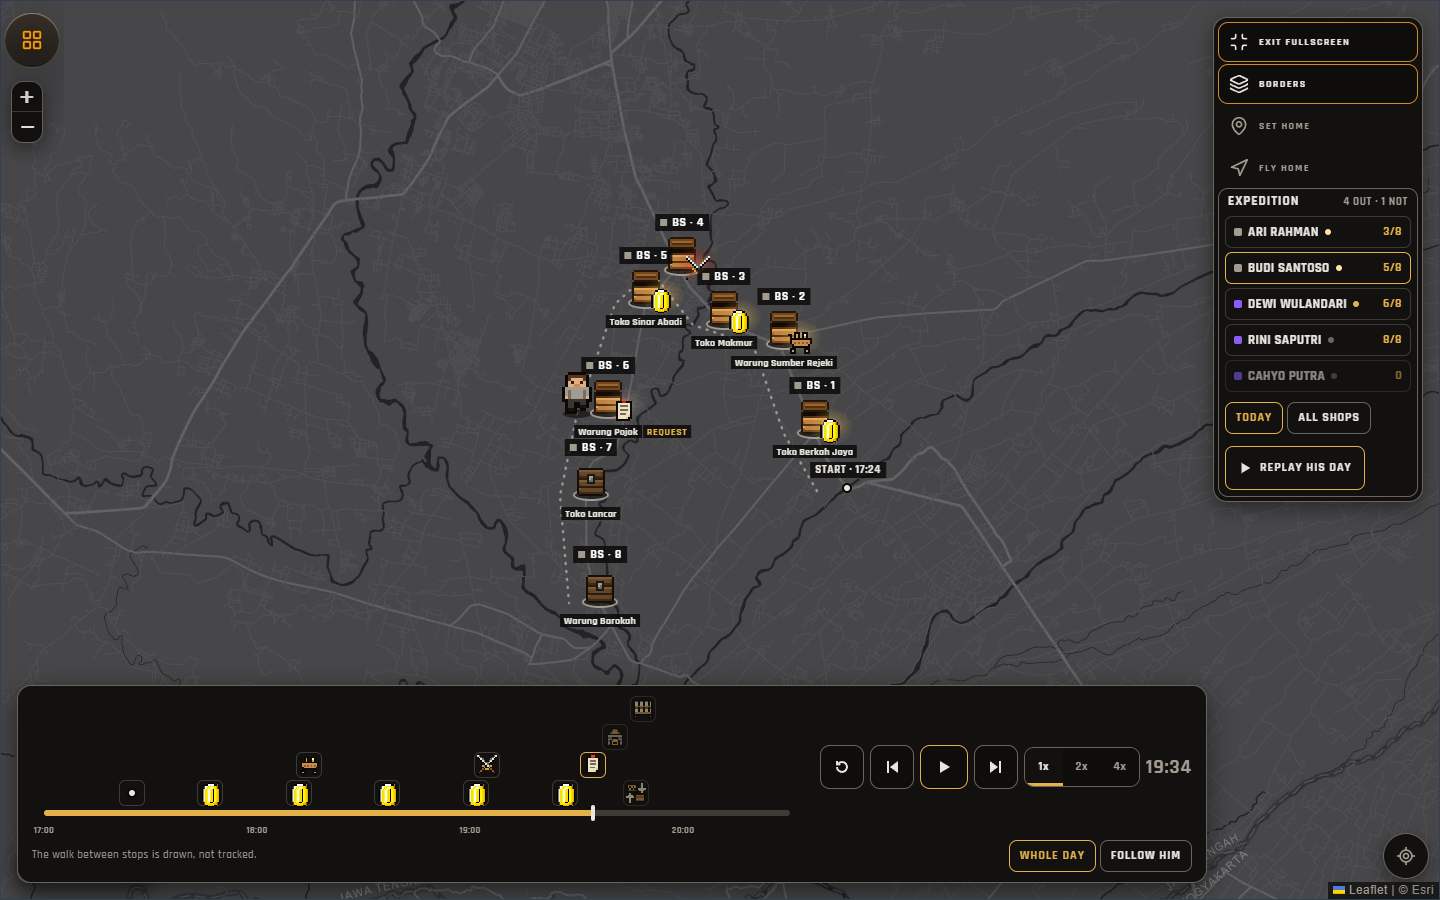 +
−
EXIT FULLSCREEN
BORDERS
SET HOME
FLY HOME
EXPEDITION 4 OUT · 1 NOT
ARI RAHMAN 3/8
BUDI SANTOSO 5/8
DEWI WULANDARI 6/8
RINI SAPUTRI 8/8
CAHYO PUTRA 0
TODAY ALL SHOPS
REPLAY HIS DAY
BS · 4
BS · 5
BS · 3
BS · 2
Toko Sinar Abadi
Toko Makmur
Warung Sumber Rejeki
BS · 6
BS · 1
Warung Pojok REQUEST
BS · 7
Toko Berkah Jaya
START · 17:24
Toko Lancar
BS · 8
Warung Barokah
1x 2x 4x 19:34
17:00 18:00 19:00 20:00
The walk between stops is drawn, not tracked.
WHOLE DAY FOLLOW HIM
Leaflet | © Esri